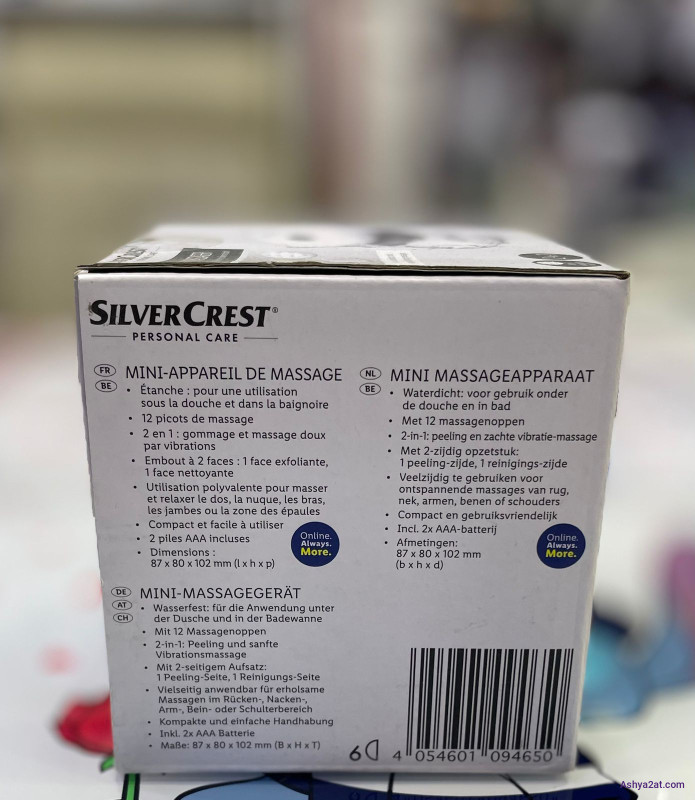 SILVERCREST®
PERSONAL CARE
FR
BE
MINI-APPAREIL DE MASSAGE
• Étanche : pour une utilisation
sous la douche et dans la baignoire
• 12 picots de massage
• 2 en 1 : gommage et massage doux
par vibrations
• Embout à 2 faces : 1 face exfoliante,
1 face nettoyante
• Utilisation polyvalente pour masser
et relaxer le dos, la nuque, les bras,
les jambes ou la zone des épaules
• Compact et facile à utiliser
• 2 piles AAA incluses
• Dimensions :
87 x 80 x 102 mm (l x h x p)
Online.
Always.
More.
NL
BE
MINI MASSAGEAPPARAAT
• Waterdicht: voor gebruik onder
de douche en in bad
• Met 12 massagenoppen
• 2-in-1: peeling en zachte vibratie-massage
• Met 2-zijdig opzetstuk:
1 peeling-zijde, 1 reinigings-zijde
• Veelzijdig te gebruiken voor
ontspannende massages van rug,
nek, armen, benen of schouders
• Compact en gebruiksvriendelijk
• Incl. 2x AAA-batterij
• Afmetingen:
87 x 80 x 102 mm
(b x h x d)
Online.
Always.
More.
DE
AT
CH
MINI-MASSAGEGERÄT
• Wasserfest: für die Anwendung unter
der Dusche und in der Badewanne
• Mit 12 Massagenoppen
• 2-in-1: Peeling und sanfte
Vibrationsmassage
• Mit 2-seitigem Aufsatz:
1 Peeling-Seite, 1 Reinigungs-Seite
• Vielseitig anwendbar für erholsame
Massagen im Rücken-, Nacken-,
Arm-, Bein- oder Schulterbereich
• Kompakte und einfache Handhabung
• Inkl. 2x AAA Batterie
• Maße: 87 x 80 x 102 mm (B x H x T)
6
4 054601 094650
Ashya2at.com